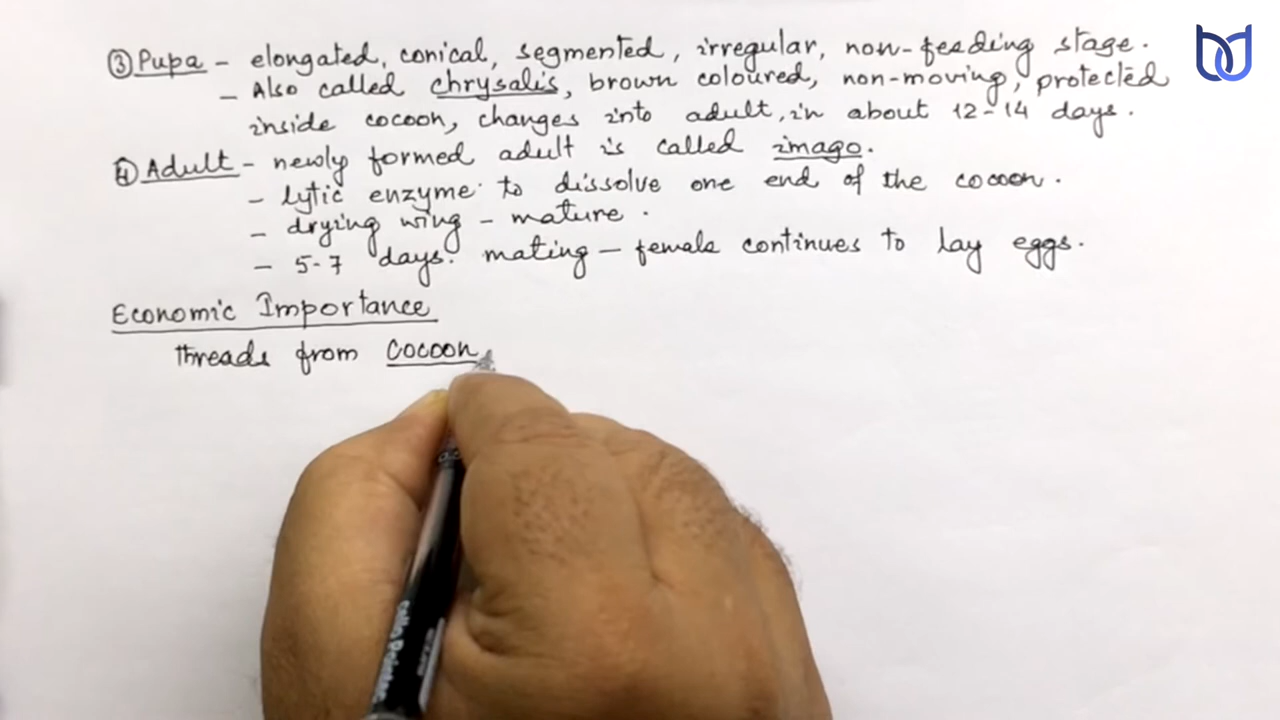 ③ Pupa - elongated, conical, segmented, irregular, non-feeding stage.
- Also called chrysalis, brown coloured, non-moving, protected
inside cocoon, changes into adult, in about 12-14 days.
④ Adult - newly formed adult is called imago.
- lytic enzyme to dissolve one end of the cocoon.
- drying wing - mature.
- 5-7 days. mating - female continues to lay eggs.
Economic Importance
threads from cocoon
cello Pointec